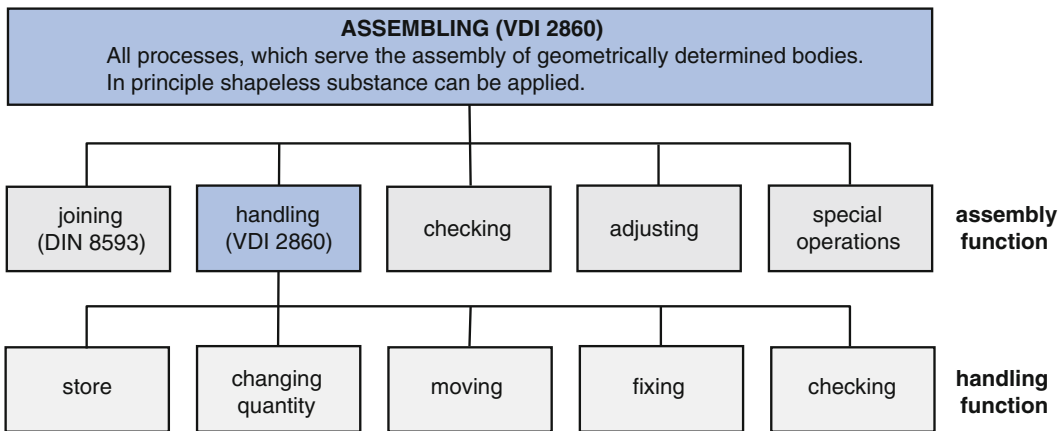 ASSEMBLING (VDI 2860)
All processes, which serve the assembly of geometrically determined bodies.
In principle shapeless substance can be applied.
joining
(DIN 8593)
handling
(VDI 2860)
checking
adjusting
special
operations
assembly
function
store
changing
quantity
moving
fixing
checking
handling
function